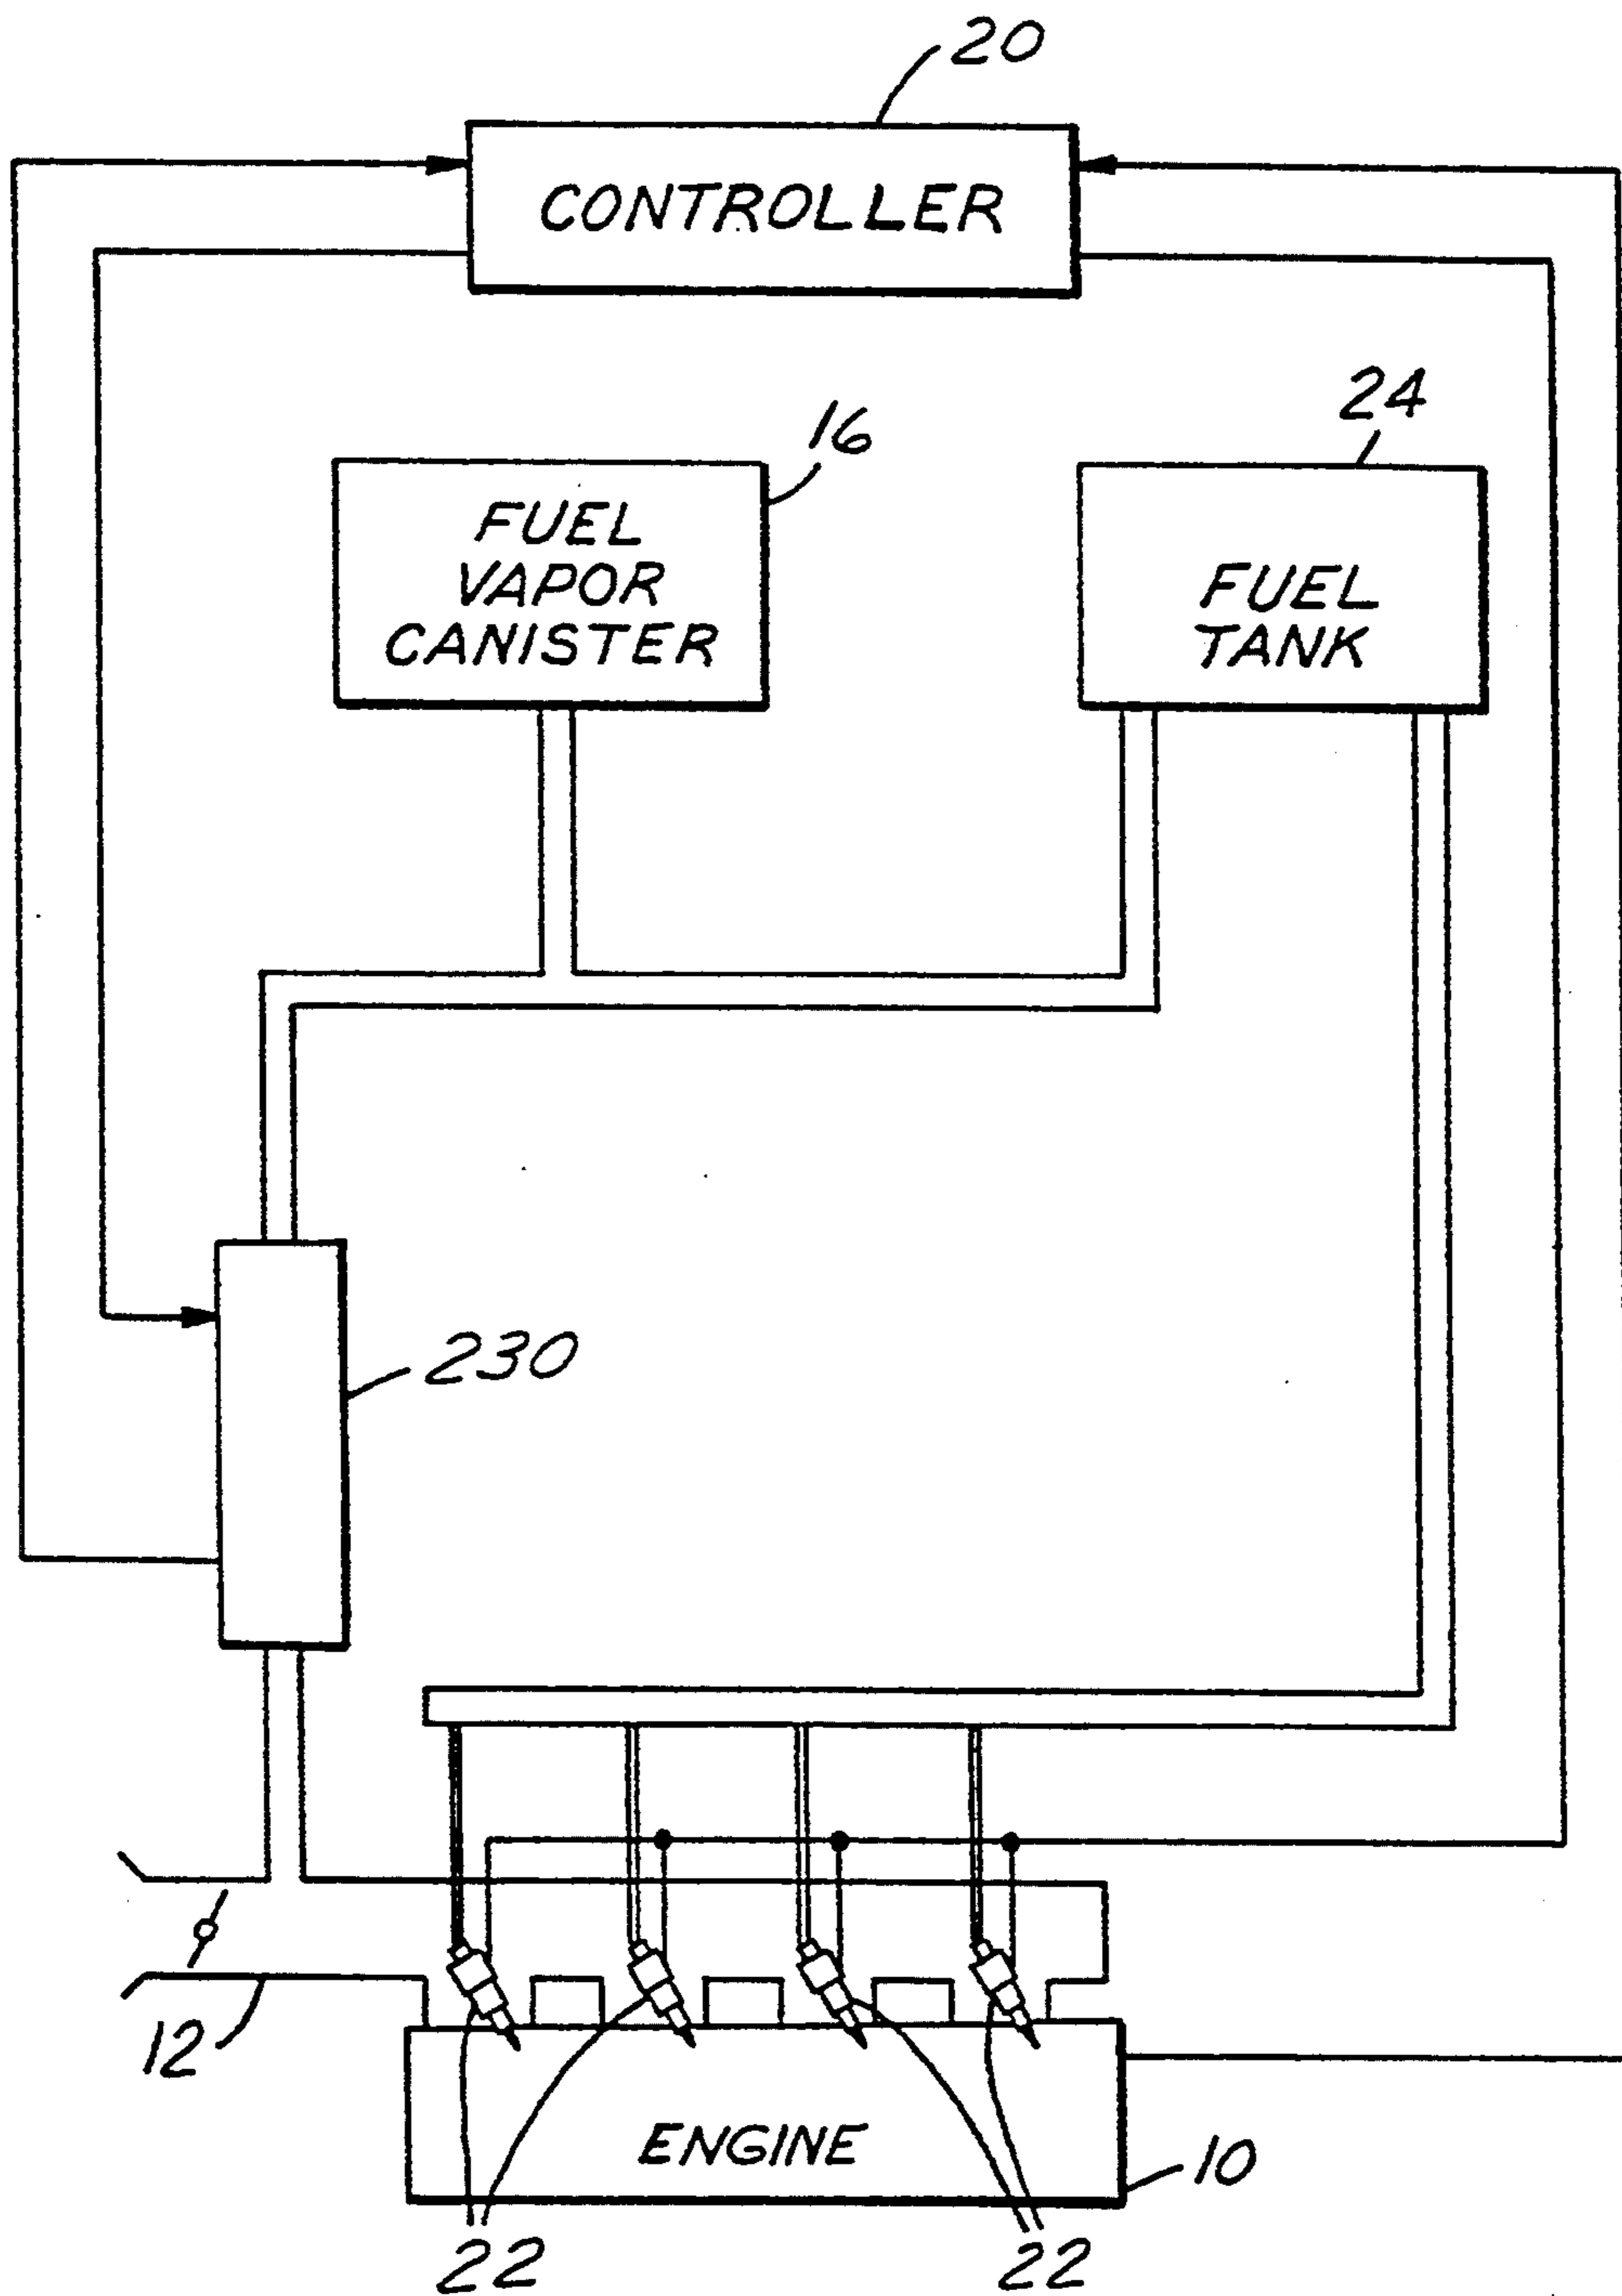 20
CONTROLLER
16
24
FUEL
VAPOR
CANISTER
FUEL
TANK
230
12
ENGINE
10
22
22